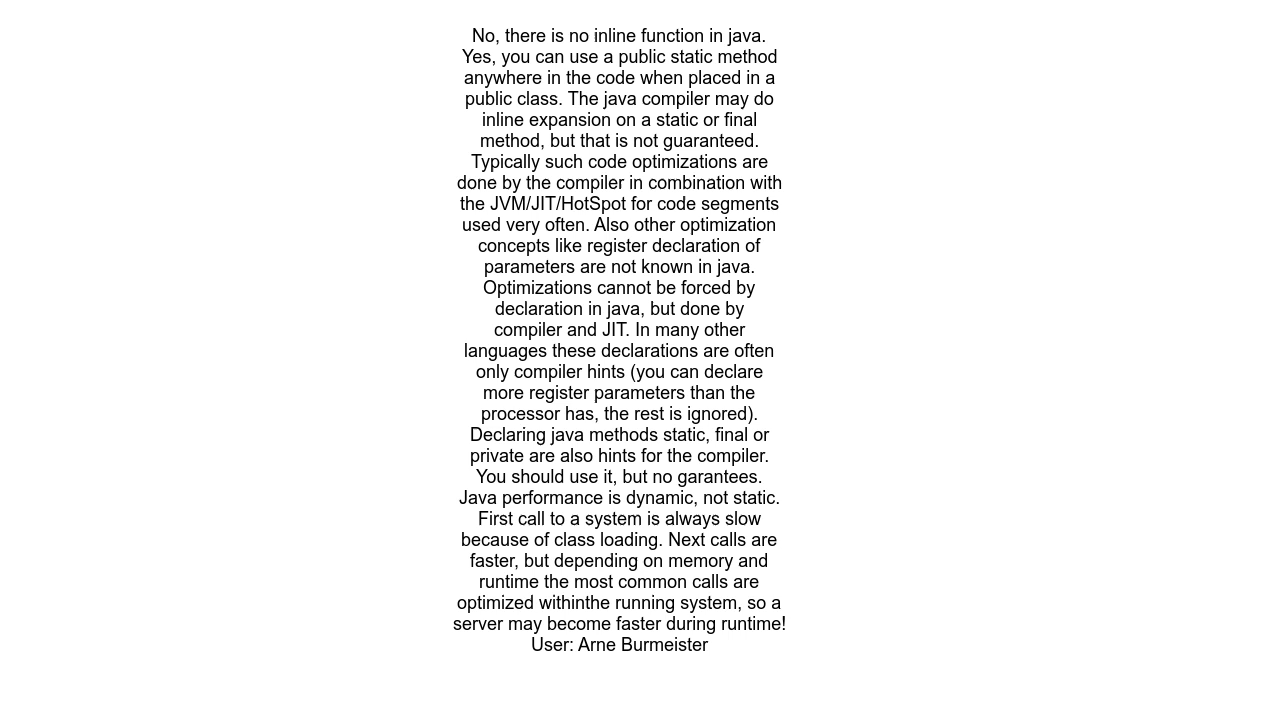 No, there is no inline function in java.
Yes, you can use a public static method
anywhere in the code when placed in a
public class. The java compiler may do
inline expansion on a static or final
method, but that is not guaranteed.
Typically such code optimizations are
done by the compiler in combination with
the JVM/JIT/HotSpot for code segments
used very often. Also other optimization
concepts like register declaration of
parameters are not known in java.
Optimizations cannot be forced by
declaration in java, but done by
compiler and JIT. In many other
languages these declarations are often
only compiler hints (you can declare
more register parameters than the
processor has, the rest is ignored).
Declaring java methods static, final or
private are also hints for the compiler.
You should use it, but no garantees.
Java performance is dynamic, not static.
First call to a system is always slow
because of class loading. Next calls are
faster, but depending on memory and
runtime the most common calls are
optimized withinthe running system, so a
server may become faster during runtime!
User: Arne Burmeister